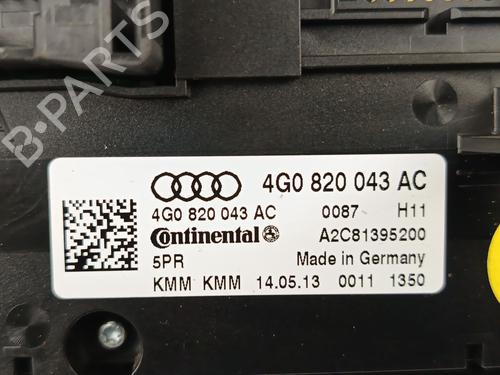 B-PARTS
4G0 820 043 AC
4G0 820 043 AC 0087 H11
Continental A2C81395200
5PR Made in Germany
KMM KMM 14.05.13 0011 1350